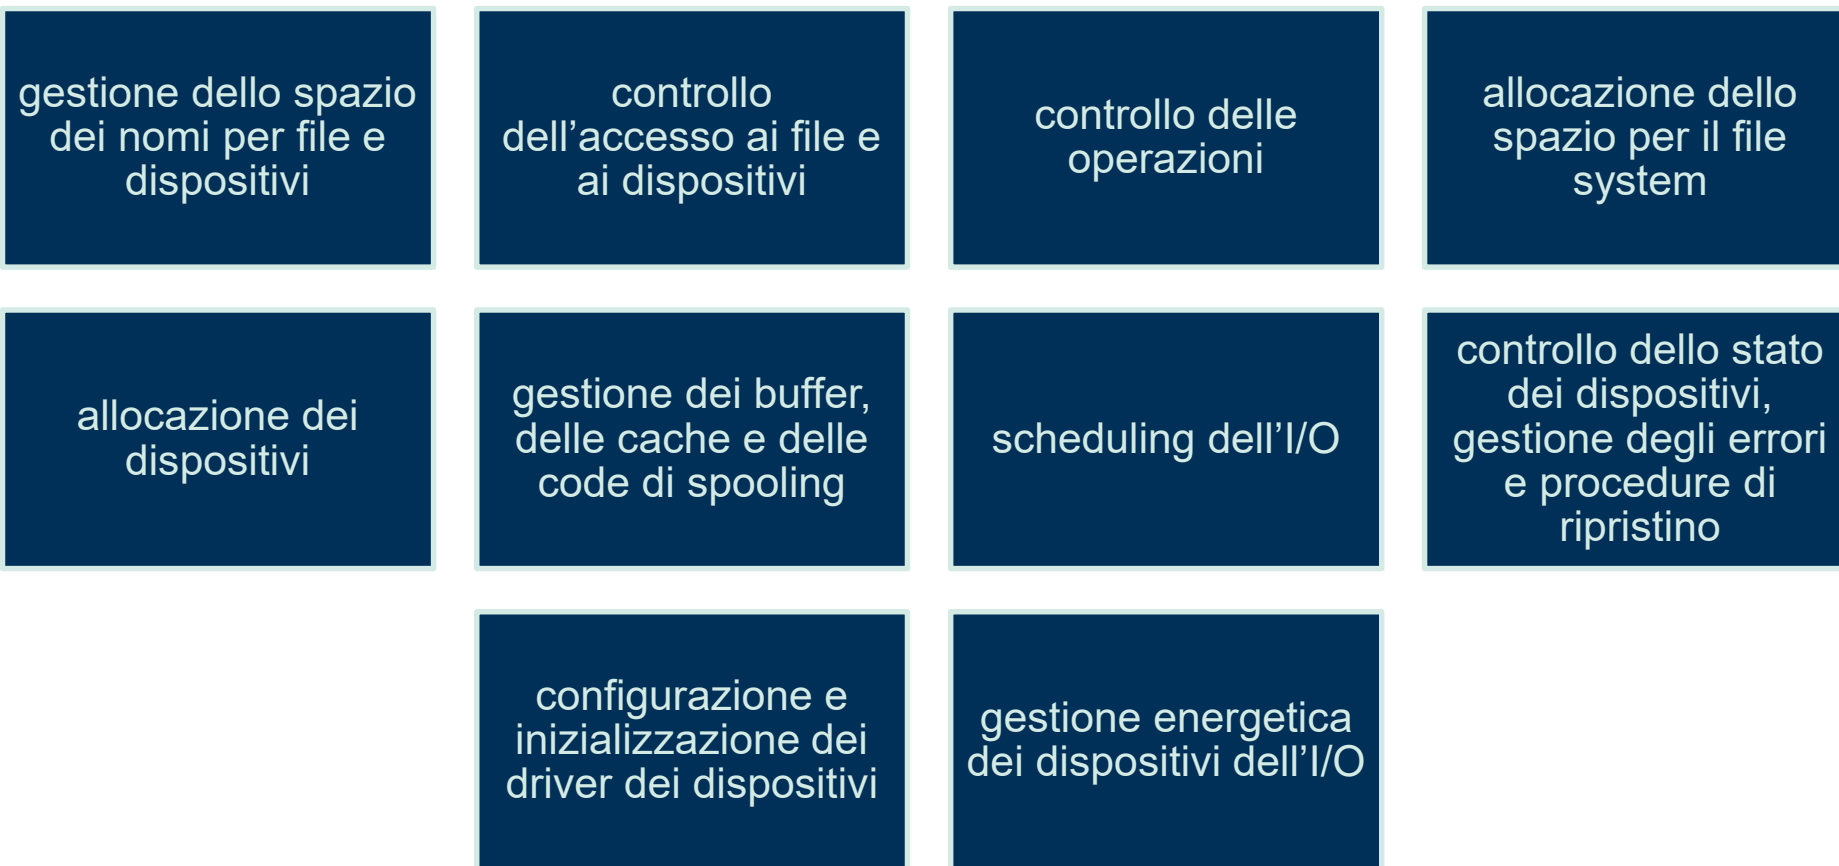 gestione dello spazio
dei nomi per file e
dispositivi
controllo
dell’accesso ai file e
ai dispositivi
controllo delle
operazioni
allocazione dello
spazio per il file
system
allocazione dei
dispositivi
gestione dei buffer,
delle cache e delle
code di spooling
scheduling dell’I/O
controllo dello stato
dei dispositivi,
gestione degli errori
e procedure di
ripristino
configurazione e
inizializzazione dei
driver dei dispositivi
gestione energetica
dei dispositivi dell’I/O